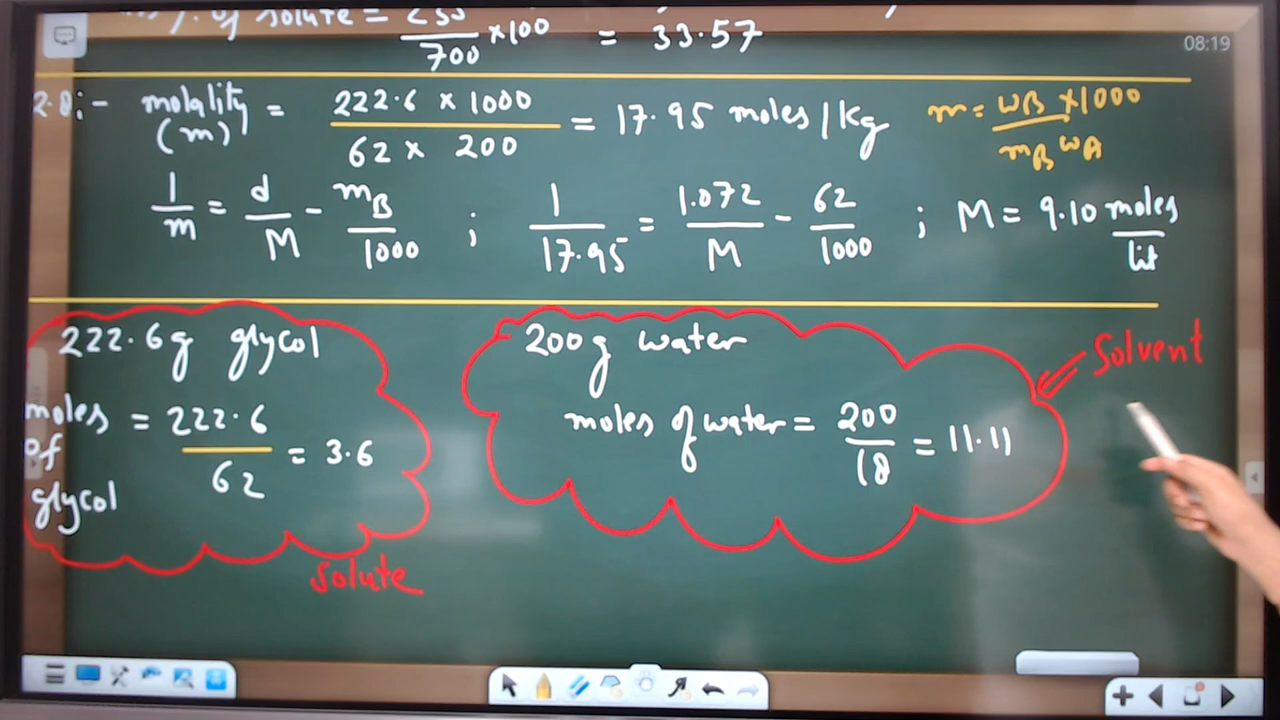 % of solute = 235/700 × 100 = 33.57
08:19
2.8:- molality (m) = 222.6 × 1000 / 62 × 200 = 17.95 moles/kg m = WB × 1000 / mB WA
1/m = d/M - mB/1000 ; 1/17.95 = 1.072/M - 62/1000 ; M = 9.10 moles/lit
222.6g glycol
moles of glycol = 222.6/62 = 3.6
solute
200g water
moles of water = 200/18 = 11.11
Solvent